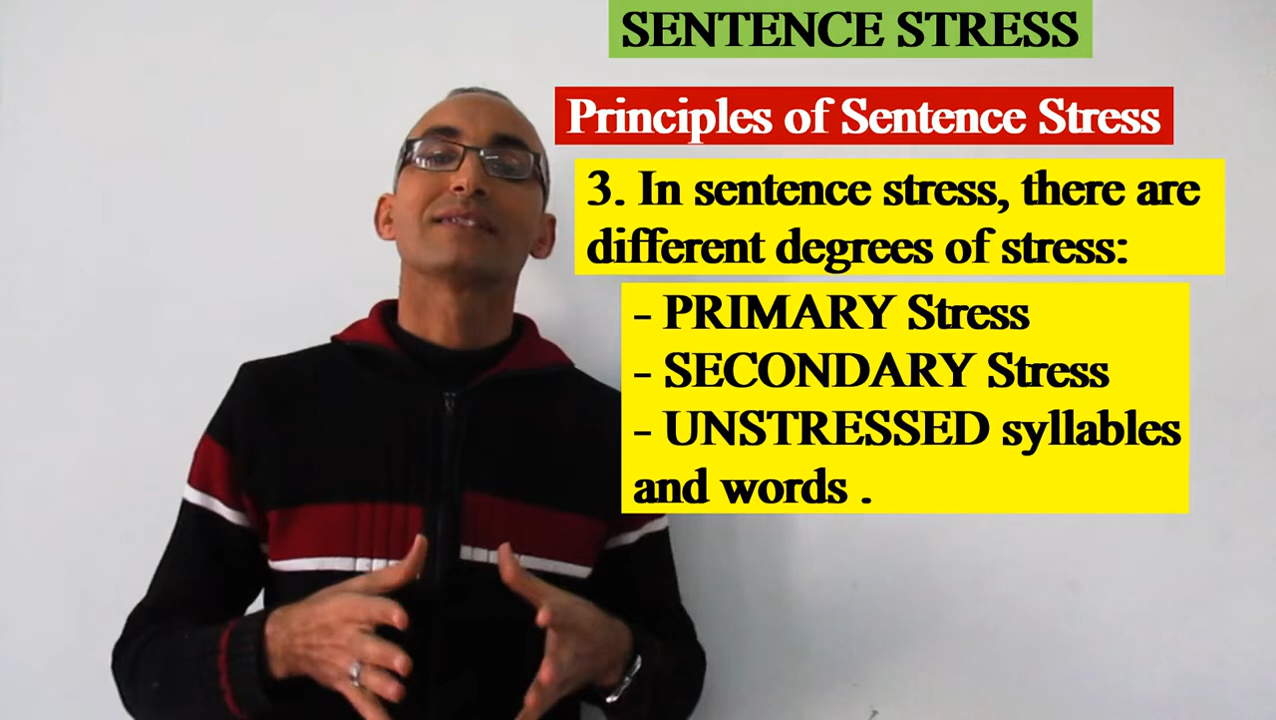 SENTENCE STRESS
Principles of Sentence Stress
3. In sentence stress, there are
different degrees of stress:
- PRIMARY Stress
- SECONDARY Stress
- UNSTRESSED syllables
and words .